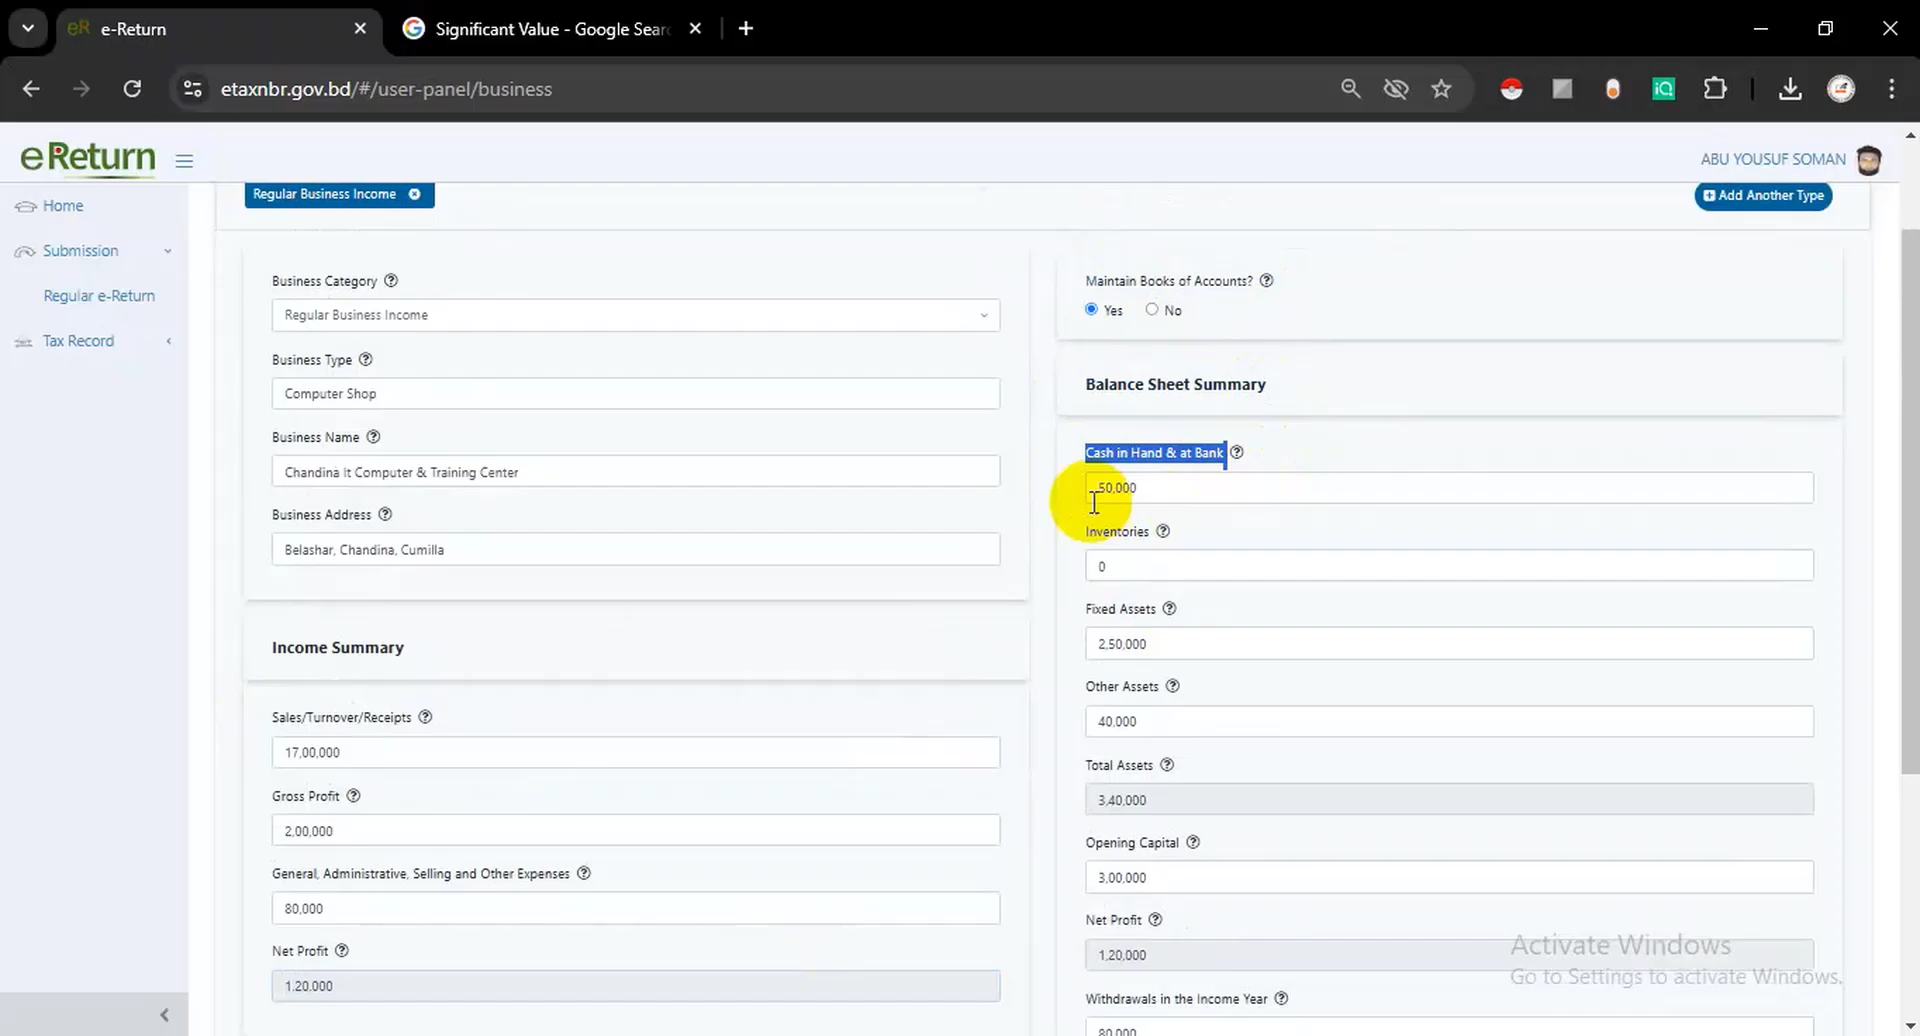 e-Return
Significant Value - Google Sear
etaxnbr.gov.bd/#/user-panel/business
eReturn
ABU YOUSUF SOMAN
Home
Submission
Regular e-Return
Tax Record
Regular Business Income
Add Another Type
Business Category
Regular Business Income
Business Type
Computer Shop
Business Name
Chandina It Computer & Training Center
Business Address
Belashar, Chandina, Cumilla
Income Summary
Sales/Turnover/Receipts
17,00,000
Gross Profit
2,00,000
General, Administrative, Selling and Other Expenses
80,000
Net Profit
1,20,000
Maintain Books of Accounts?
Yes No
Balance Sheet Summary
Cash in Hand & at Bank
50,000
Inventories
0
Fixed Assets
2,50,000
Other Assets
40,000
Total Assets
3,40,000
Opening Capital
3,00,000
Net Profit
1,20,000
Withdrawals in the Income Year
80,000
Activate Windows
Go to Settings to activate Windows.